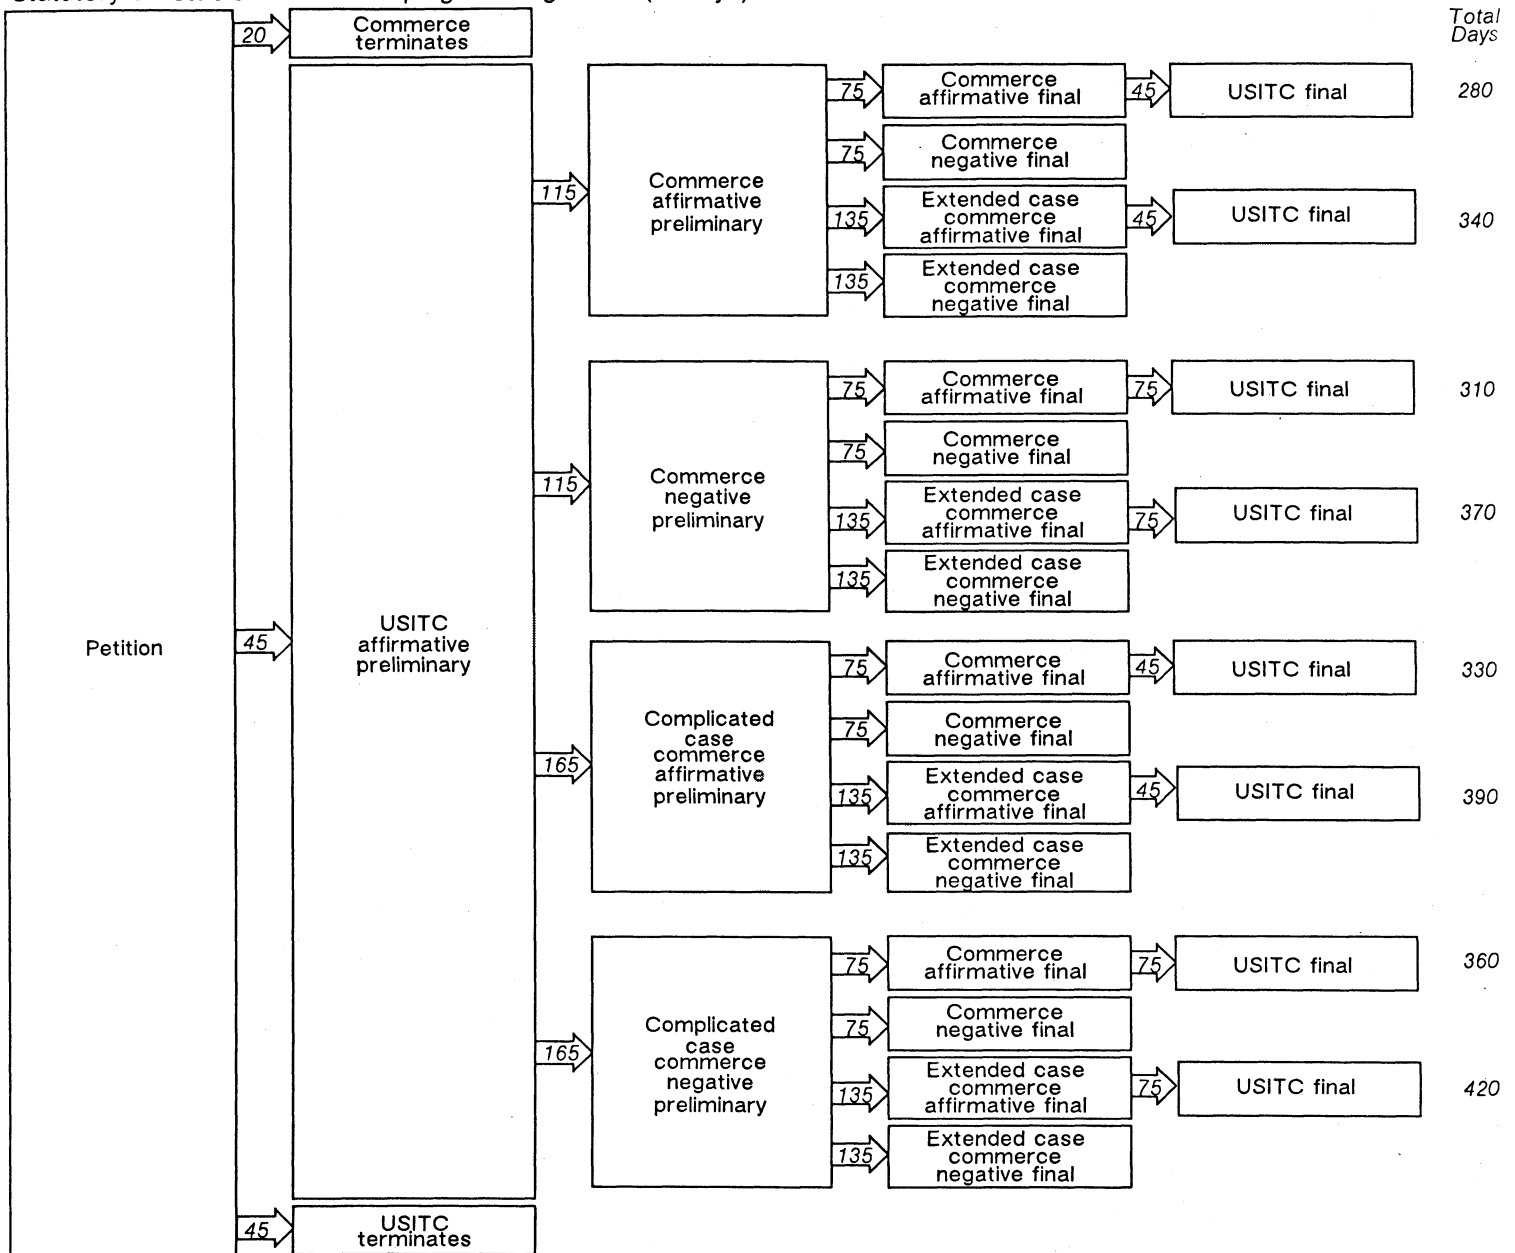 Total
Days
20
Commerce
terminates
Petition
45
USITC
affirmative
preliminary
45
USITC
terminates
115
Commerce
affirmative
preliminary
75
Commerce
affirmative final
45
USITC final
280
75
Commerce
negative final
135
Extended case
commerce
affirmative final
45
USITC final
340
135
Extended case
commerce
negative final
115
Commerce
negative
preliminary
75
Commerce
affirmative final
75
USITC final
310
75
Commerce
negative final
135
Extended case
commerce
affirmative final
75
USITC final
370
135
Extended case
commerce
negative final
165
Complicated
case
commerce
affirmative
preliminary
75
Commerce
affirmative final
45
USITC final
330
75
Commerce
negative final
135
Extended case
commerce
affirmative final
45
USITC final
390
135
Extended case
commerce
negative final
165
Complicated
case
commerce
negative
preliminary
75
Commerce
affirmative final
75
USITC final
360
75
Commerce
negative final
135
Extended case
commerce
affirmative final
75
USITC final
420
135
Extended case
commerce
negative final